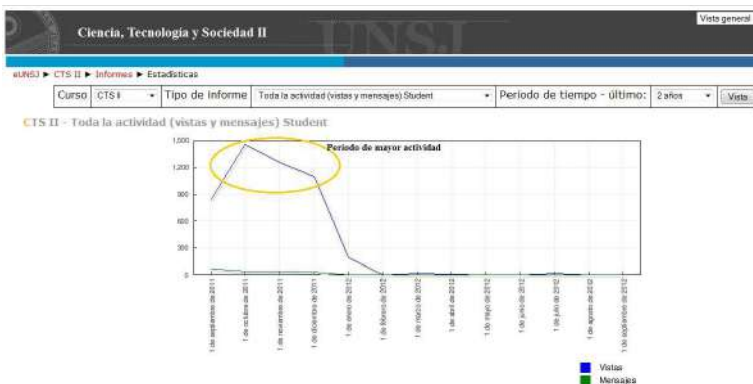 Vista general
Ciencia, Tecnología y Sociedad II
UNSJ
eUNSJ ► CTS II ► Informes ► Estadísticas
Curso CTS II Tipo de informe Toda la actividad (vistas y mensajes) Student Período de tiempo - último: 2 años Vista
CTS II - Toda la actividad (vistas y mensajes) Student
Periodo de mayor actividad
1,500
1,200
900
600
300
0
1 de septiembre de 2011
1 de octubre de 2011
1 de noviembre de 2011
1 de diciembre de 2011
1 de enero de 2012
1 de febrero de 2012
1 de marzo de 2012
1 de abril de 2012
1 de mayo de 2012
1 de junio de 2012
1 de julio de 2012
1 de agosto de 2012
1 de septiembre de 2012
Vistas
Mensajes